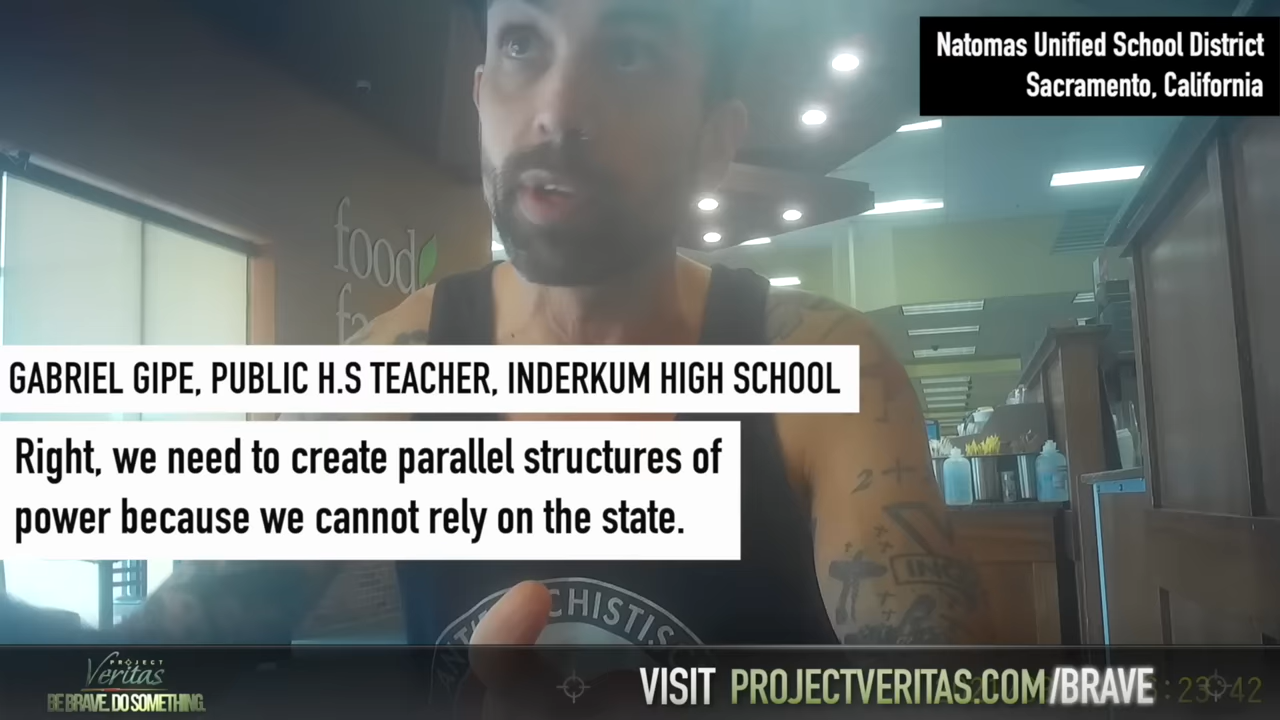 Natomas Unified School District
Sacramento, California
food
fa
GABRIEL GIPE, PUBLIC H.S TEACHER, INDERKUM HIGH SCHOOL
Right, we need to create parallel structures of
power because we cannot rely on the state.
PROJECT
Veritas
BE BRAVE. DO SOMETHING.
VISIT PROJECTVERITAS.COM/BRAVE